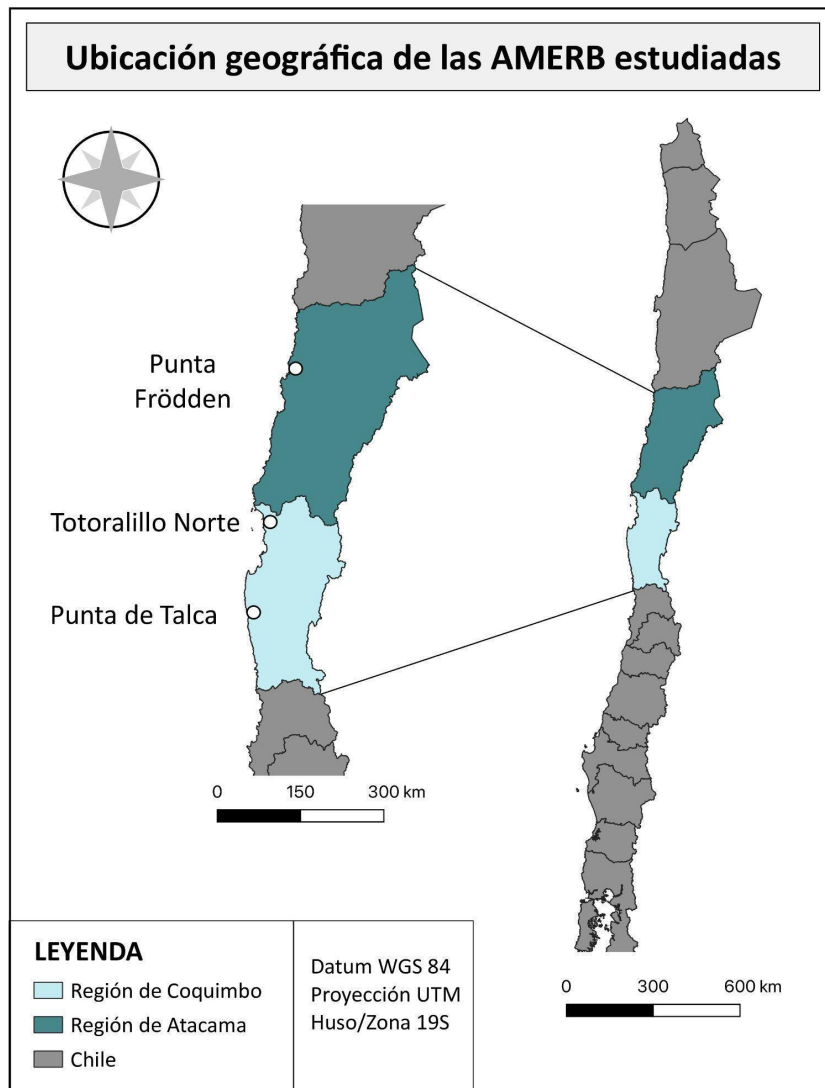 Ubicación geográfica de las AMERB estudiadas
Punta
Frödden
Totoralillo Norte
Punta de Talca
0 150 300 km
LEYENDA
Región de Coquimbo
Región de Atacama
Chile
Datum WGS 84
Proyección UTM
Huso/Zona 19S
0 300 600 km